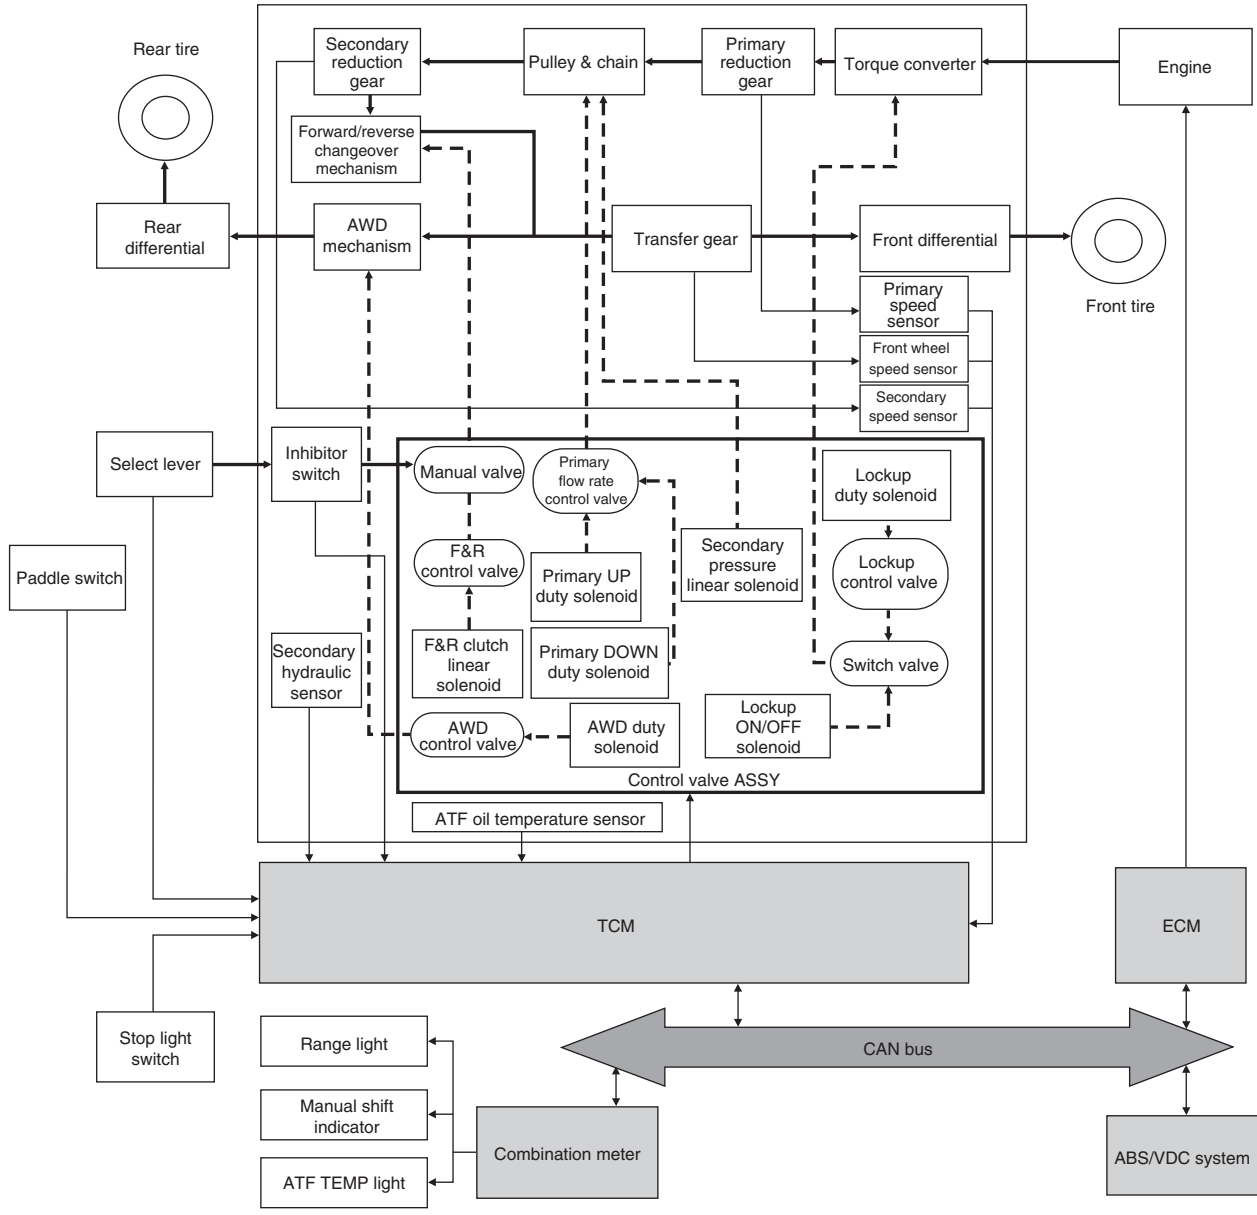 Rear tire
Secondary
reduction
gear
Pulley & chain
Primary
reduction
gear
Torque converter
Engine
Forward/reverse
changeover
mechanism
Rear
differential
AWD
mechanism
Transfer gear
Front differential
Front tire
Primary
speed
sensor
Front wheel
speed sensor
Secondary
speed sensor
Select lever
Inhibitor
switch
Manual valve
Primary
flow rate
control valve
Lockup
duty solenoid
Paddle switch
F&R
control valve
Primary UP
duty solenoid
Secondary
pressure
linear solenoid
Lockup
control valve
Secondary
hydraulic
sensor
F&R clutch
linear
solenoid
Primary DOWN
duty solenoid
Switch valve
AWD
control valve
AWD duty
solenoid
Lockup
ON/OFF
solenoid
Control valve ASSY
ATF oil temperature sensor
TCM
ECM
Stop light
switch
Range light
CAN bus
Manual shift
indicator
Combination meter
ABS/VDC system
ATF TEMP light